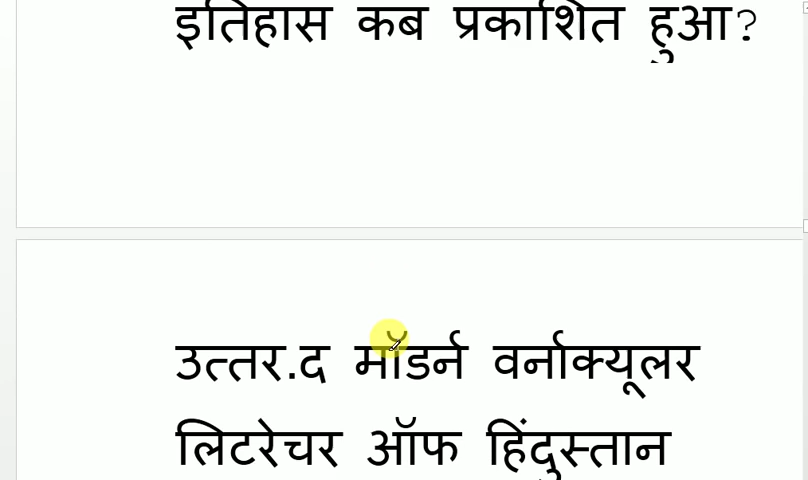 इतिहास कब प्रकाशित हुआ?
उत्तर.द मॉडर्न वर्नाक्यूलर
लिटरेचर ऑफ हिंदुस्तान